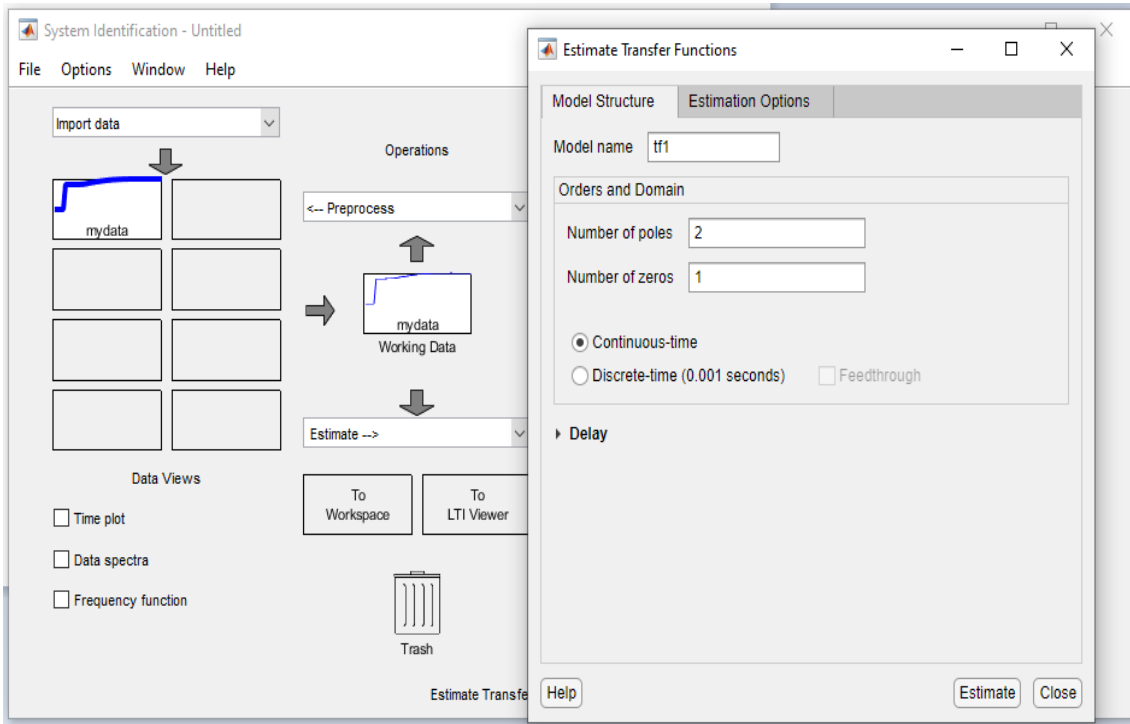 System Identification - Untitled
File Options Window Help
Import data
mydata
Operations
<-- Preprocess
mydata
Working Data
Estimate -->
Data Views
Time plot
Data spectra
Frequency function
To
Workspace
To
LTI Viewer
Trash
Estimate Transfe
Estimate Transfer Functions
Model Structure Estimation Options
Model name tf1
Orders and Domain
Number of poles 2
Number of zeros 1
Continuous-time
Discrete-time (0.001 seconds) Feedthrough
Delay
Help Estimate Close